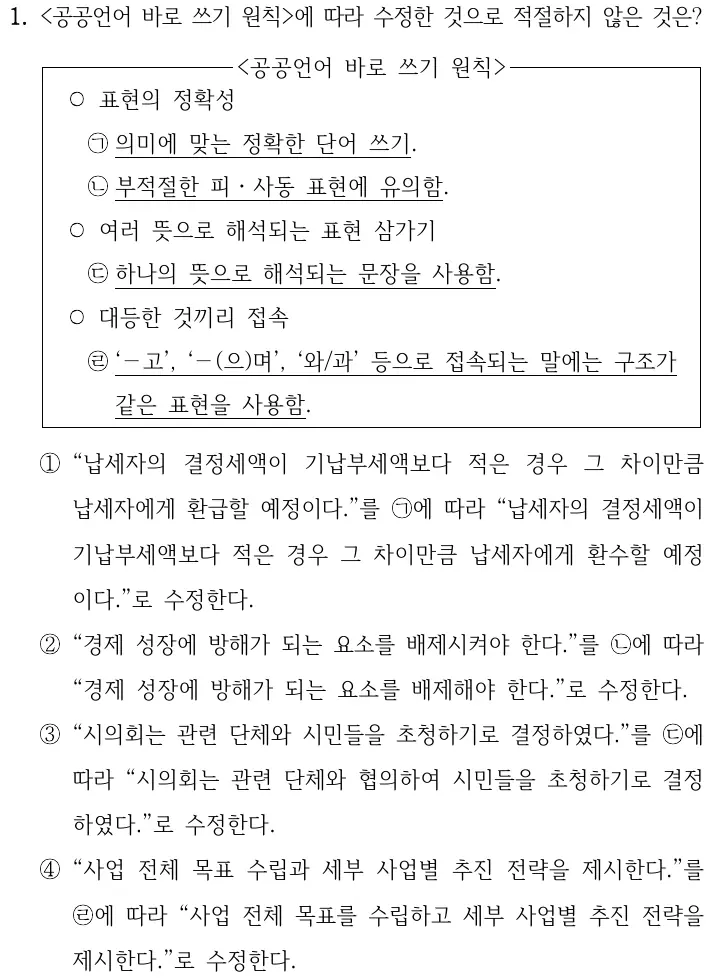 1. <공공언어 바로 쓰기 원칙>에 따라 수정한 것으로 적절하지 않은 것은?
<공공언어 바로 쓰기 원칙>
○ 표현의 정확성
㉠ 의미에 맞는 정확한 단어 쓰기.
㉡ 부적절한 피·사동 표현에 유의함.
○ 여러 뜻으로 해석되는 표현 삼가기
㉢ 하나의 뜻으로 해석되는 문장을 사용함.
○ 대등한 것끼리 접속
㉣ ‘－고’, ‘－(으)며’, ‘와/과’ 등으로 접속되는 말에는 구조가
같은 표현을 사용함.
① “납세자의 결정세액이 기납부세액보다 적은 경우 그 차이만큼
납세자에게 환급할 예정이다.”를 ㉠에 따라 “납세자의 결정세액이
기납부세액보다 적은 경우 그 차이만큼 납세자에게 환수할 예정
이다.”로 수정한다.
② “경제 성장에 방해가 되는 요소를 배제시켜야 한다.”를 ㉡에 따라
“경제 성장에 방해가 되는 요소를 배제해야 한다.”로 수정한다.
③ “시의회는 관련 단체와 시민들을 초청하기로 결정하였다.”를 ㉢에
따라 “시의회는 관련 단체와 협의하여 시민들을 초청하기로 결정
하였다.”로 수정한다.
④ “사업 전체 목표 수립과 세부 사업별 추진 전략을 제시한다.”를
㉣에 따라 “사업 전체 목표를 수립하고 세부 사업별 추진 전략을
제시한다.”로 수정한다.